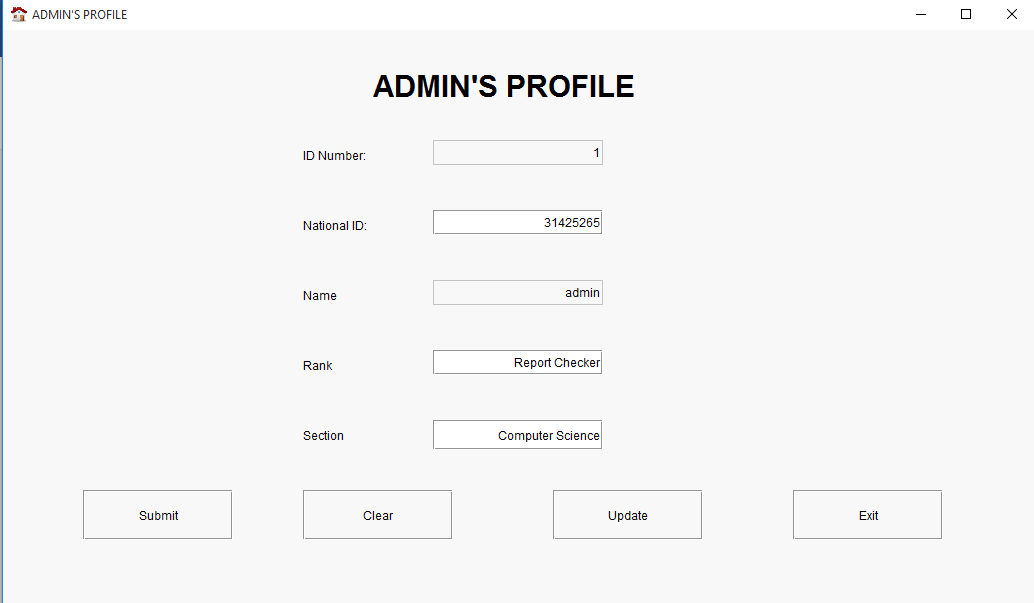 ADMIN'S PROFILE
ADMIN'S PROFILE
ID Number: 1
National ID: 31425265
Name admin
Rank Report Checker
Section Computer Science
Submit Clear Update Exit